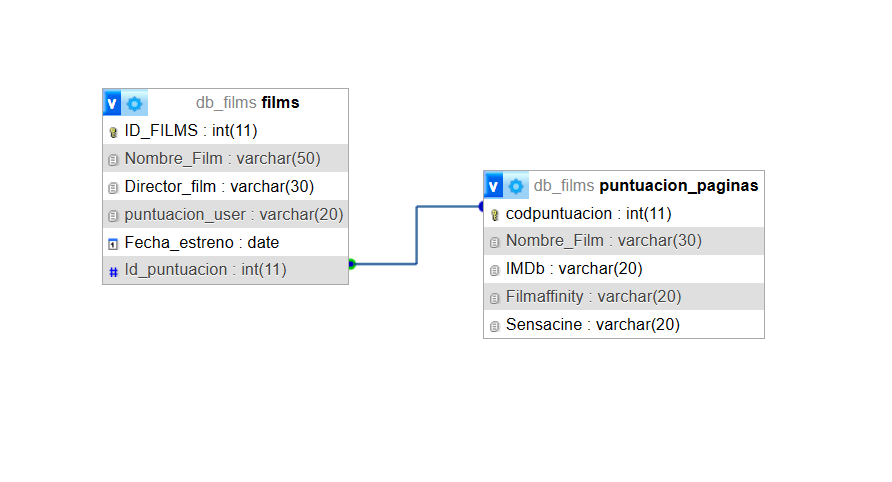 db_films films
ID_FILMS : int(11)
Nombre_Film : varchar(50)
Director_film : varchar(30)
puntuacion_user : varchar(20)
Fecha_estreno : date
Id_puntuacion : int(11)
db_films puntuacion_paginas
codpuntuacion : int(11)
Nombre_Film : varchar(30)
IMDb : varchar(20)
Filmaffinity : varchar(20)
Sensacine : varchar(20)